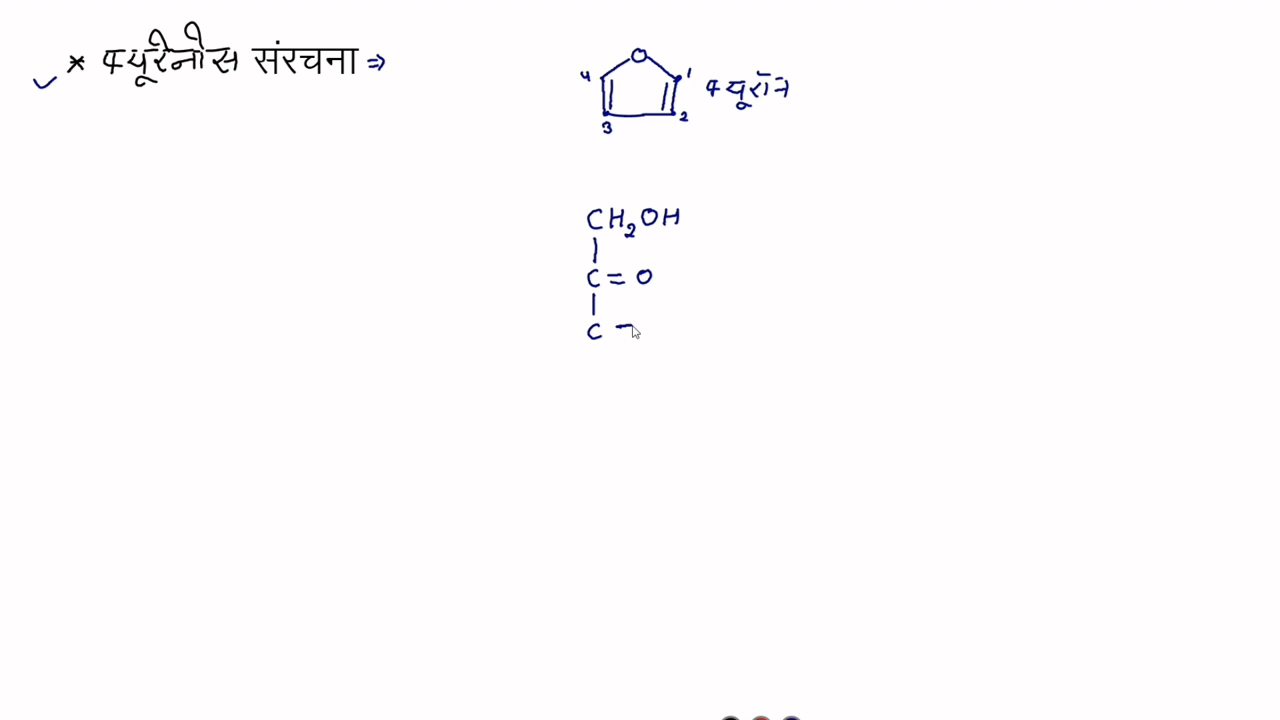 * फ्यूरेनोस संरचना ⇒
O
4 1 फ्यूरॉन
3 2
CH₂OH
|
C = O
|
C –